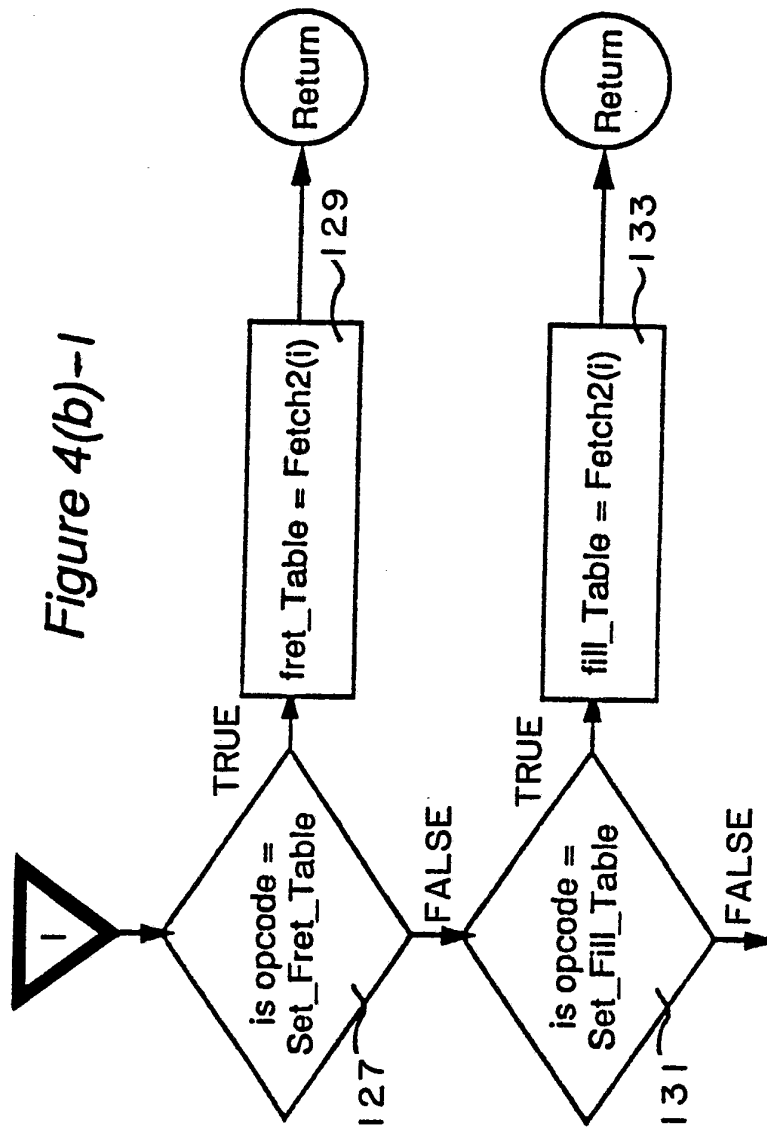 Figure 4(b)-1
1
is opcode =
Set_Fret_Table
127
TRUE
fret_Table = Fetch2(i)
129
Return
FALSE
is opcode =
Set_Fill_Table
131
TRUE
fill_Table = Fetch2(i)
133
Return
FALSE